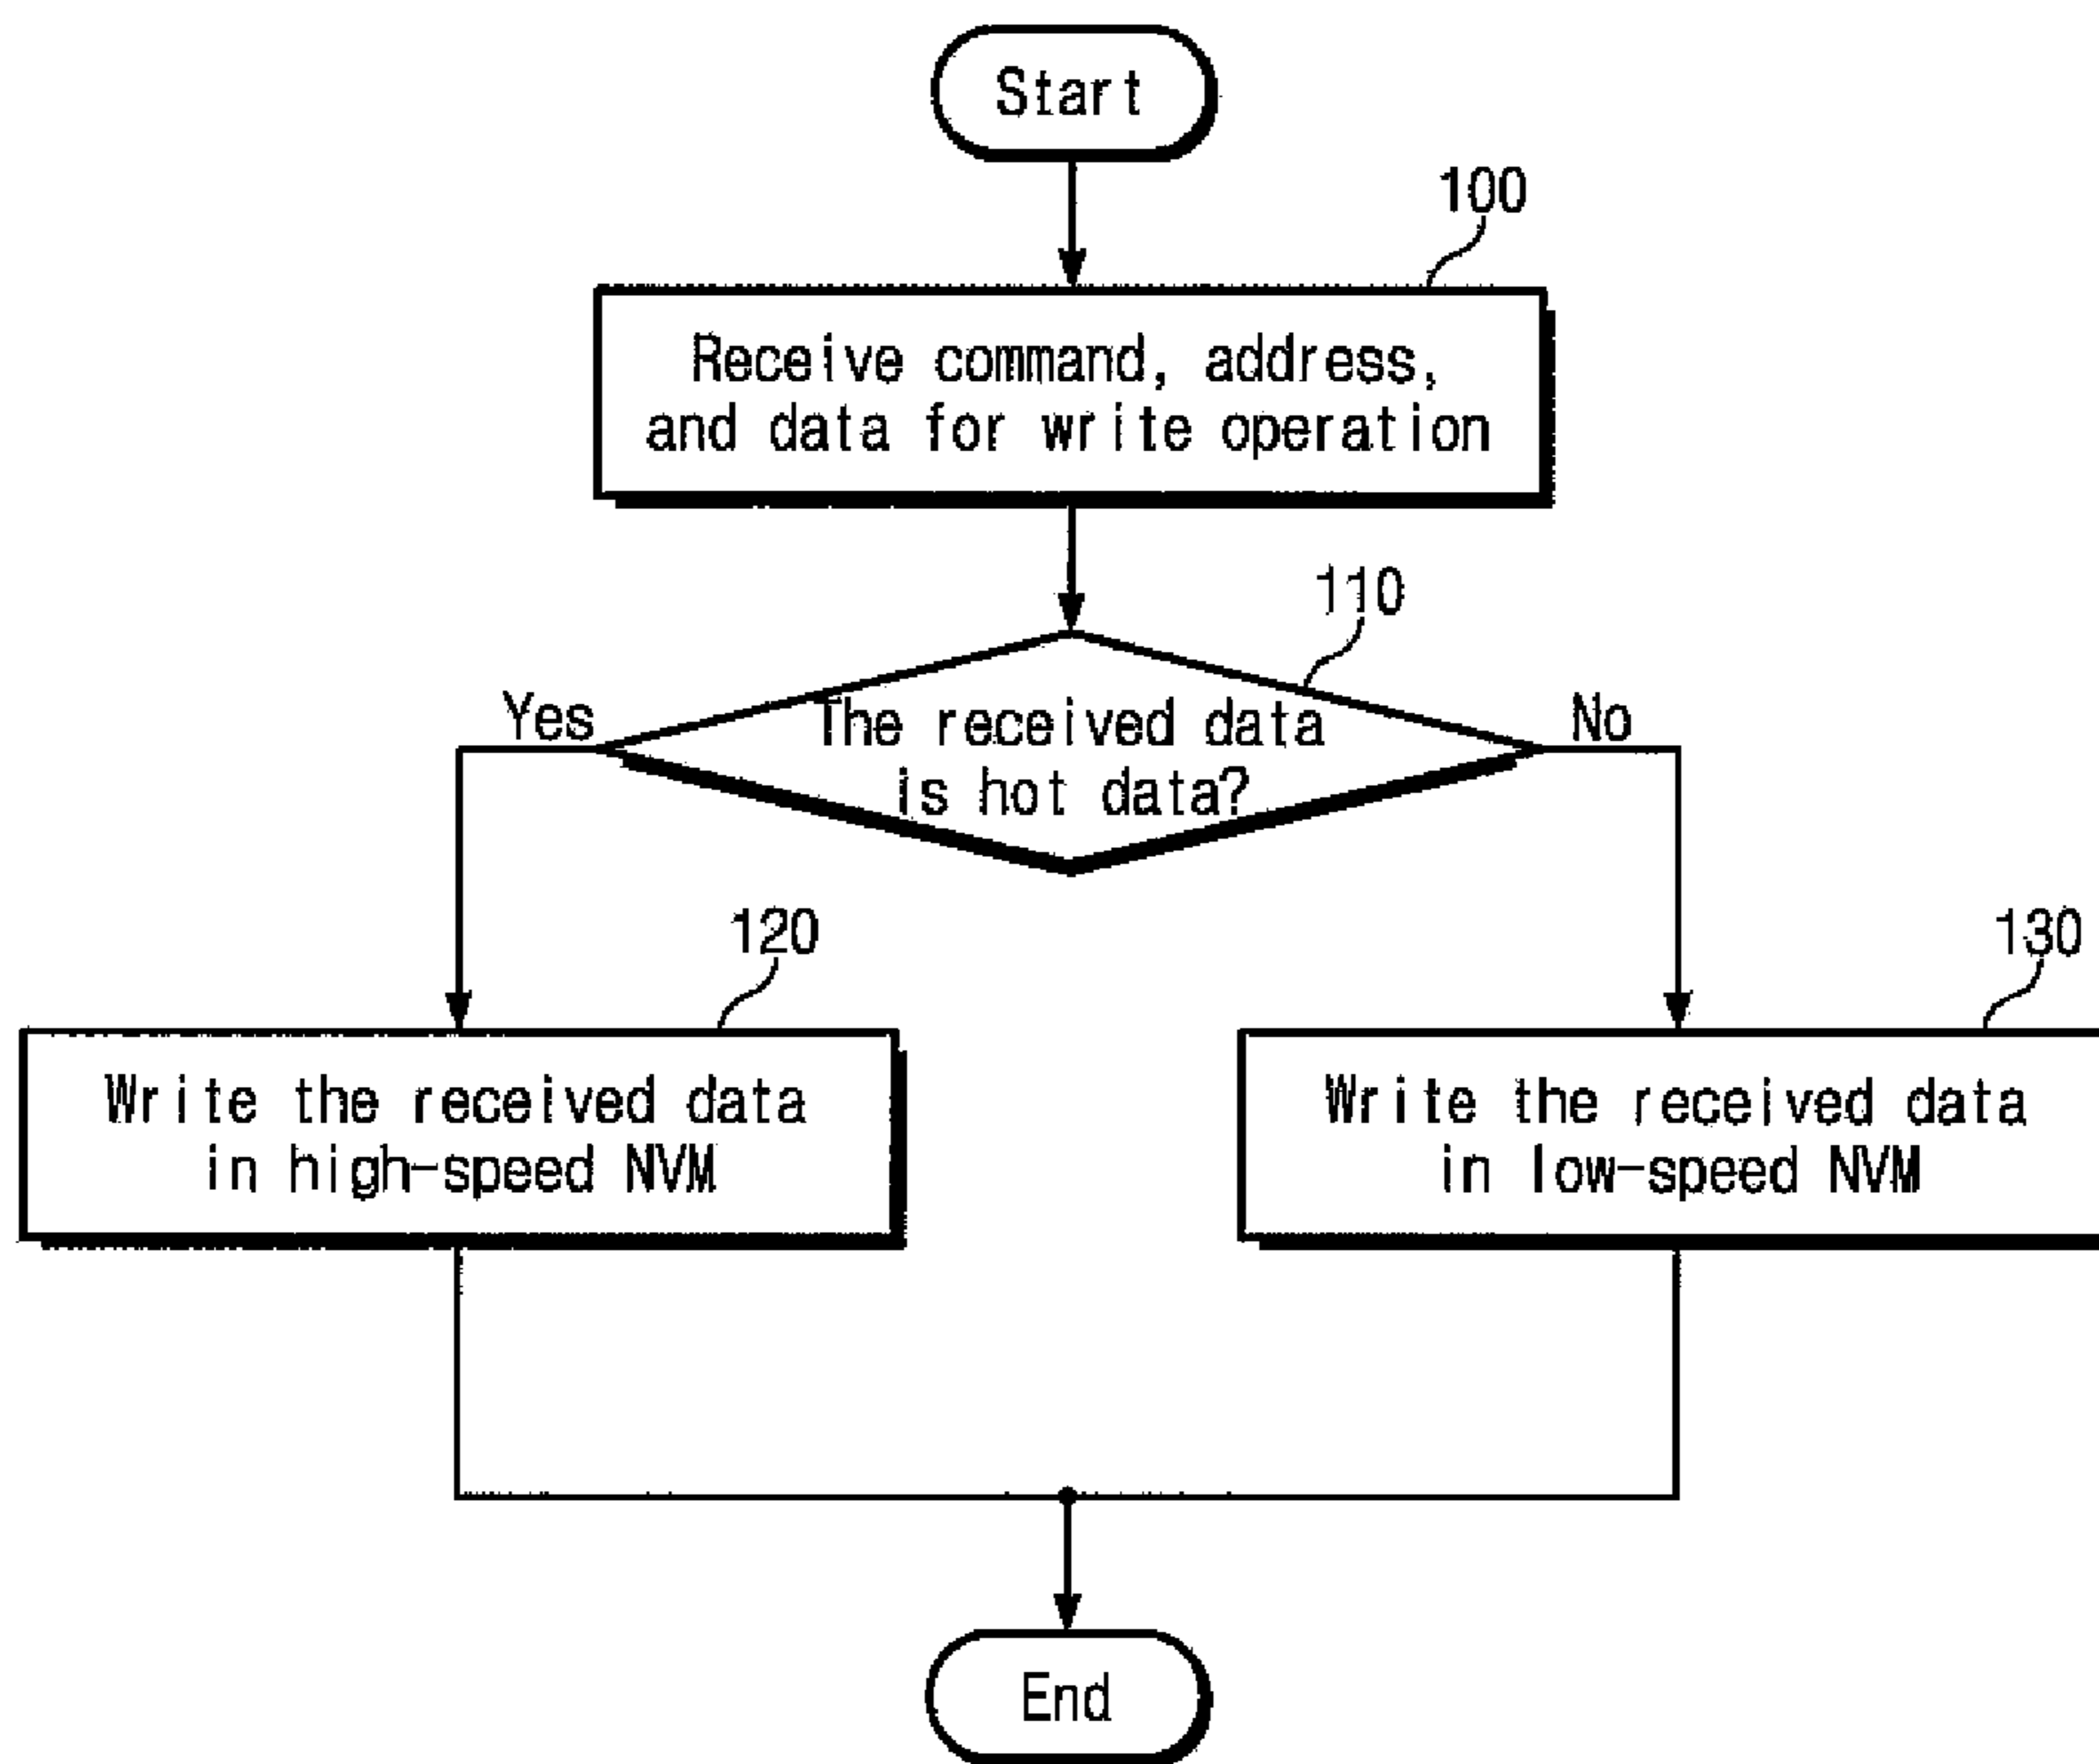 Start
100
Receive command, address,
and data for write operation
110
Yes
The received data
is hot data?
No
120
130
Write the received data
in high-speed NVM
Write the received data
in low-speed NVM
End